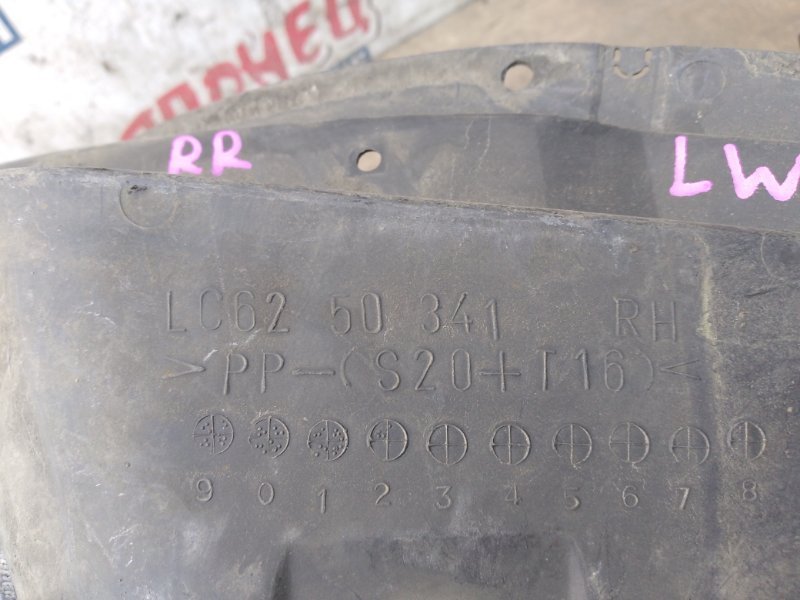 RR LW
LC62 50 341 RH
>PP-(S20+T16)<
9 0 1 2 3 4 5 6 7 8